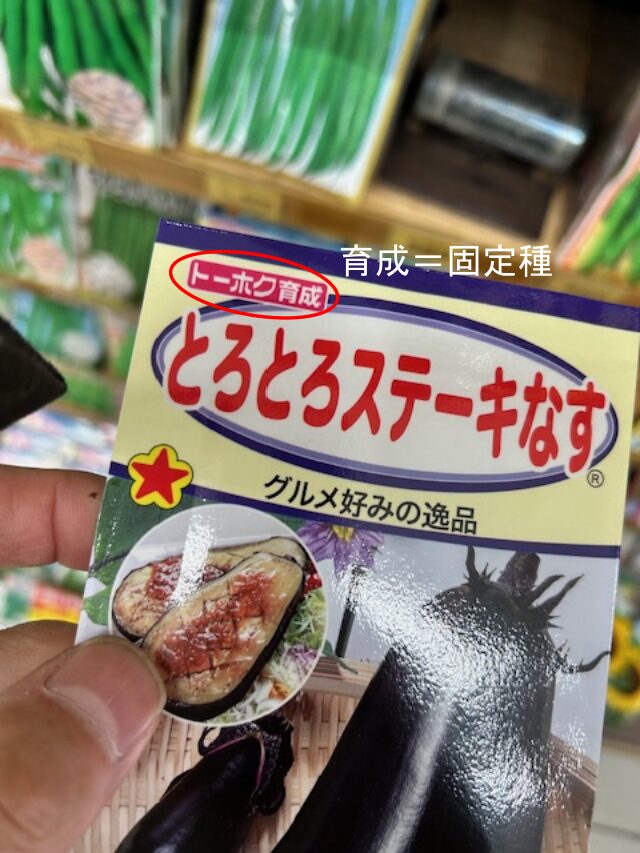 育成＝固定種
トーホク育成
とろとろステーキなす
®
グルメ好みの逸品